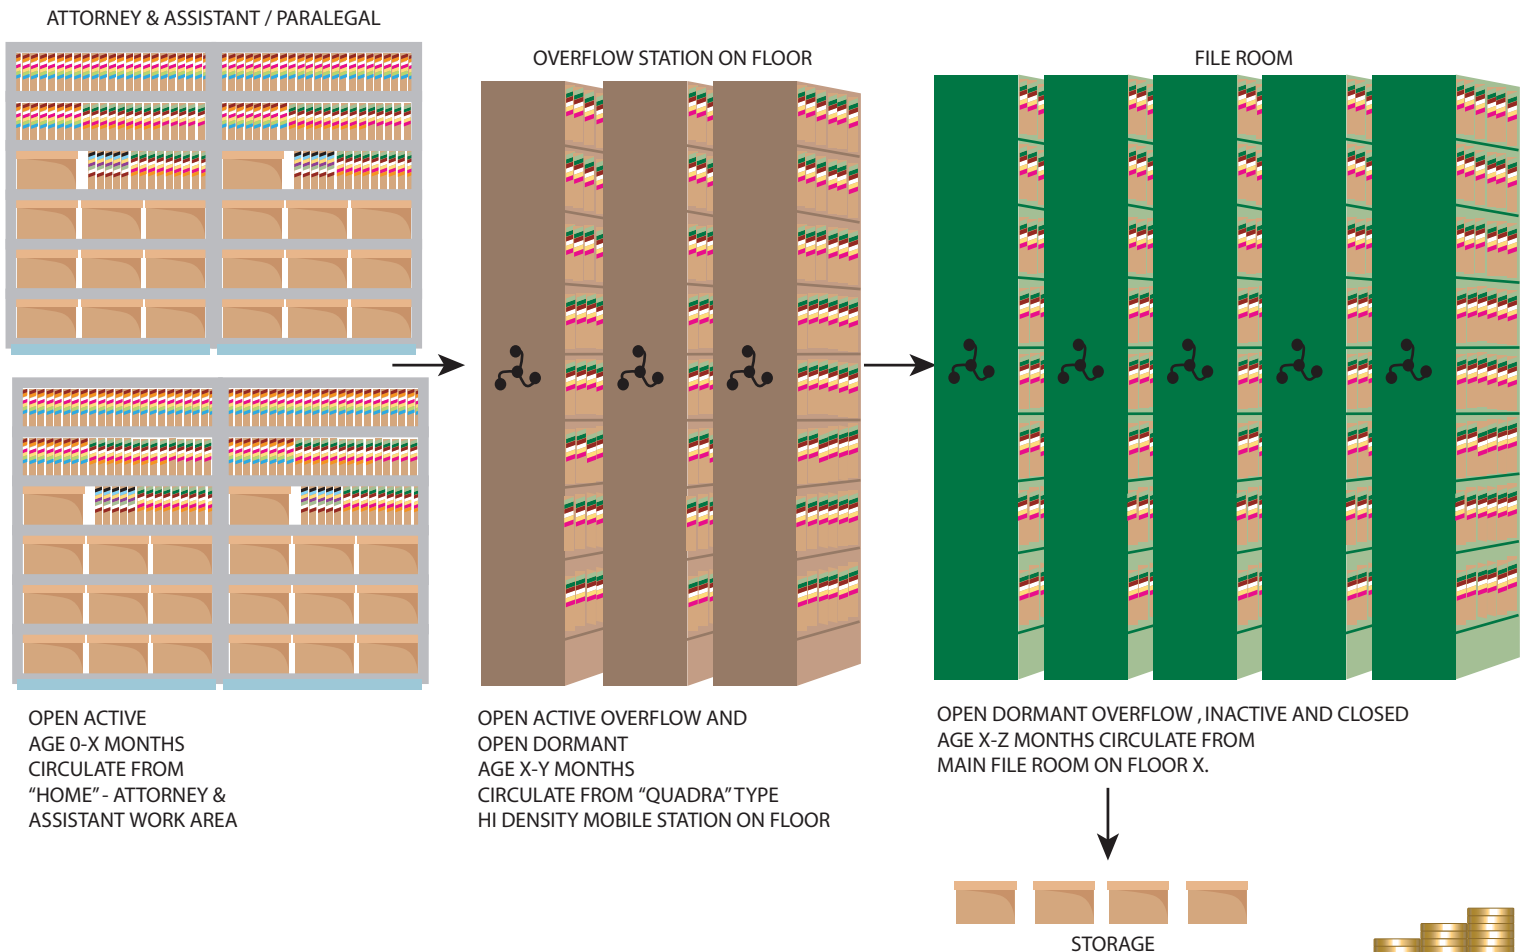 ATTORNEY & ASSISTANT / PARALEGAL
OVERFLOW STATION ON FLOOR
FILE ROOM
OPEN ACTIVE
AGE 0-X MONTHS
CIRCULATE FROM
“HOME” - ATTORNEY &
ASSISTANT WORK AREA
OPEN ACTIVE OVERFLOW AND
OPEN DORMANT
AGE X-Y MONTHS
CIRCULATE FROM “QUADRA” TYPE
HI DENSITY MOBILE STATION ON FLOOR
OPEN DORMANT OVERFLOW , INACTIVE AND CLOSED
AGE X-Z MONTHS CIRCULATE FROM
MAIN FILE ROOM ON FLOOR X.
STORAGE